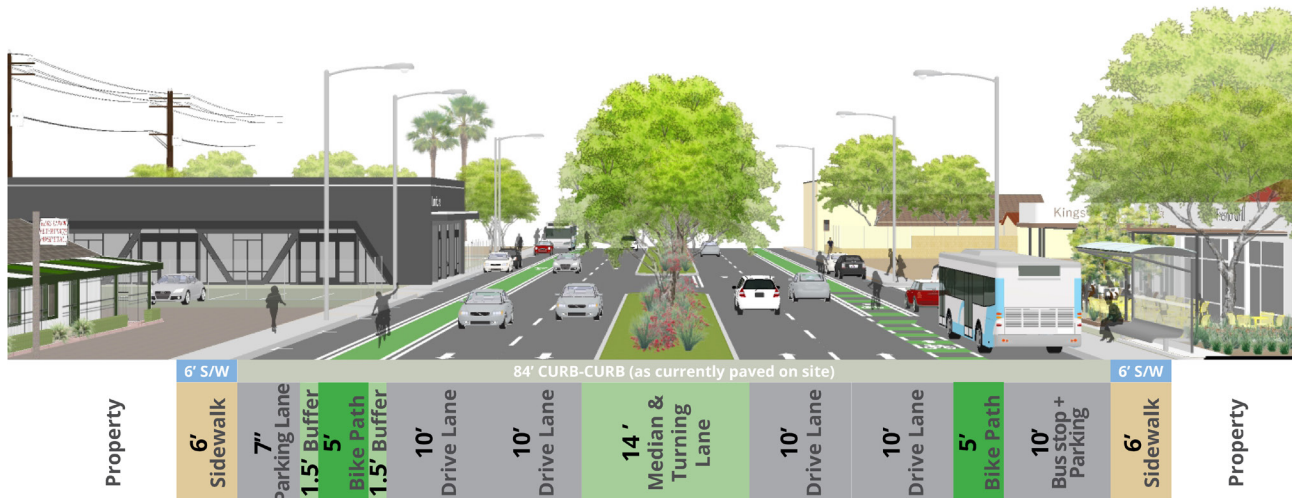 Kings
6’ S/W
84’ CURB-CURB (as currently paved on site)
6’ S/W
Property
6’
Sidewalk
7”
Parking Lane
1.5’ Buffer
5’
Bike Path
1.5’ Buffer
10’
Drive Lane
10’
Drive Lane
14 ’
Median &
Turning
Lane
10’
Drive Lane
10’
Drive Lane
5’
Bike Path
10’
Bus stop +
Parking
6’
Sidewalk
Property